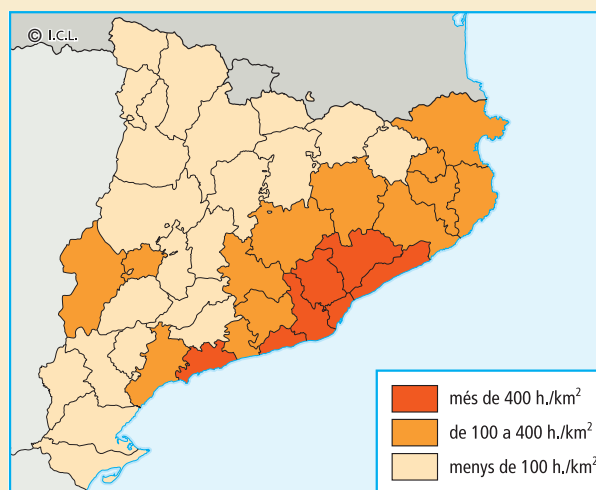 © I.C.L.
més de 400 h./km²
de 100 a 400 h./km²
menys de 100 h./km²